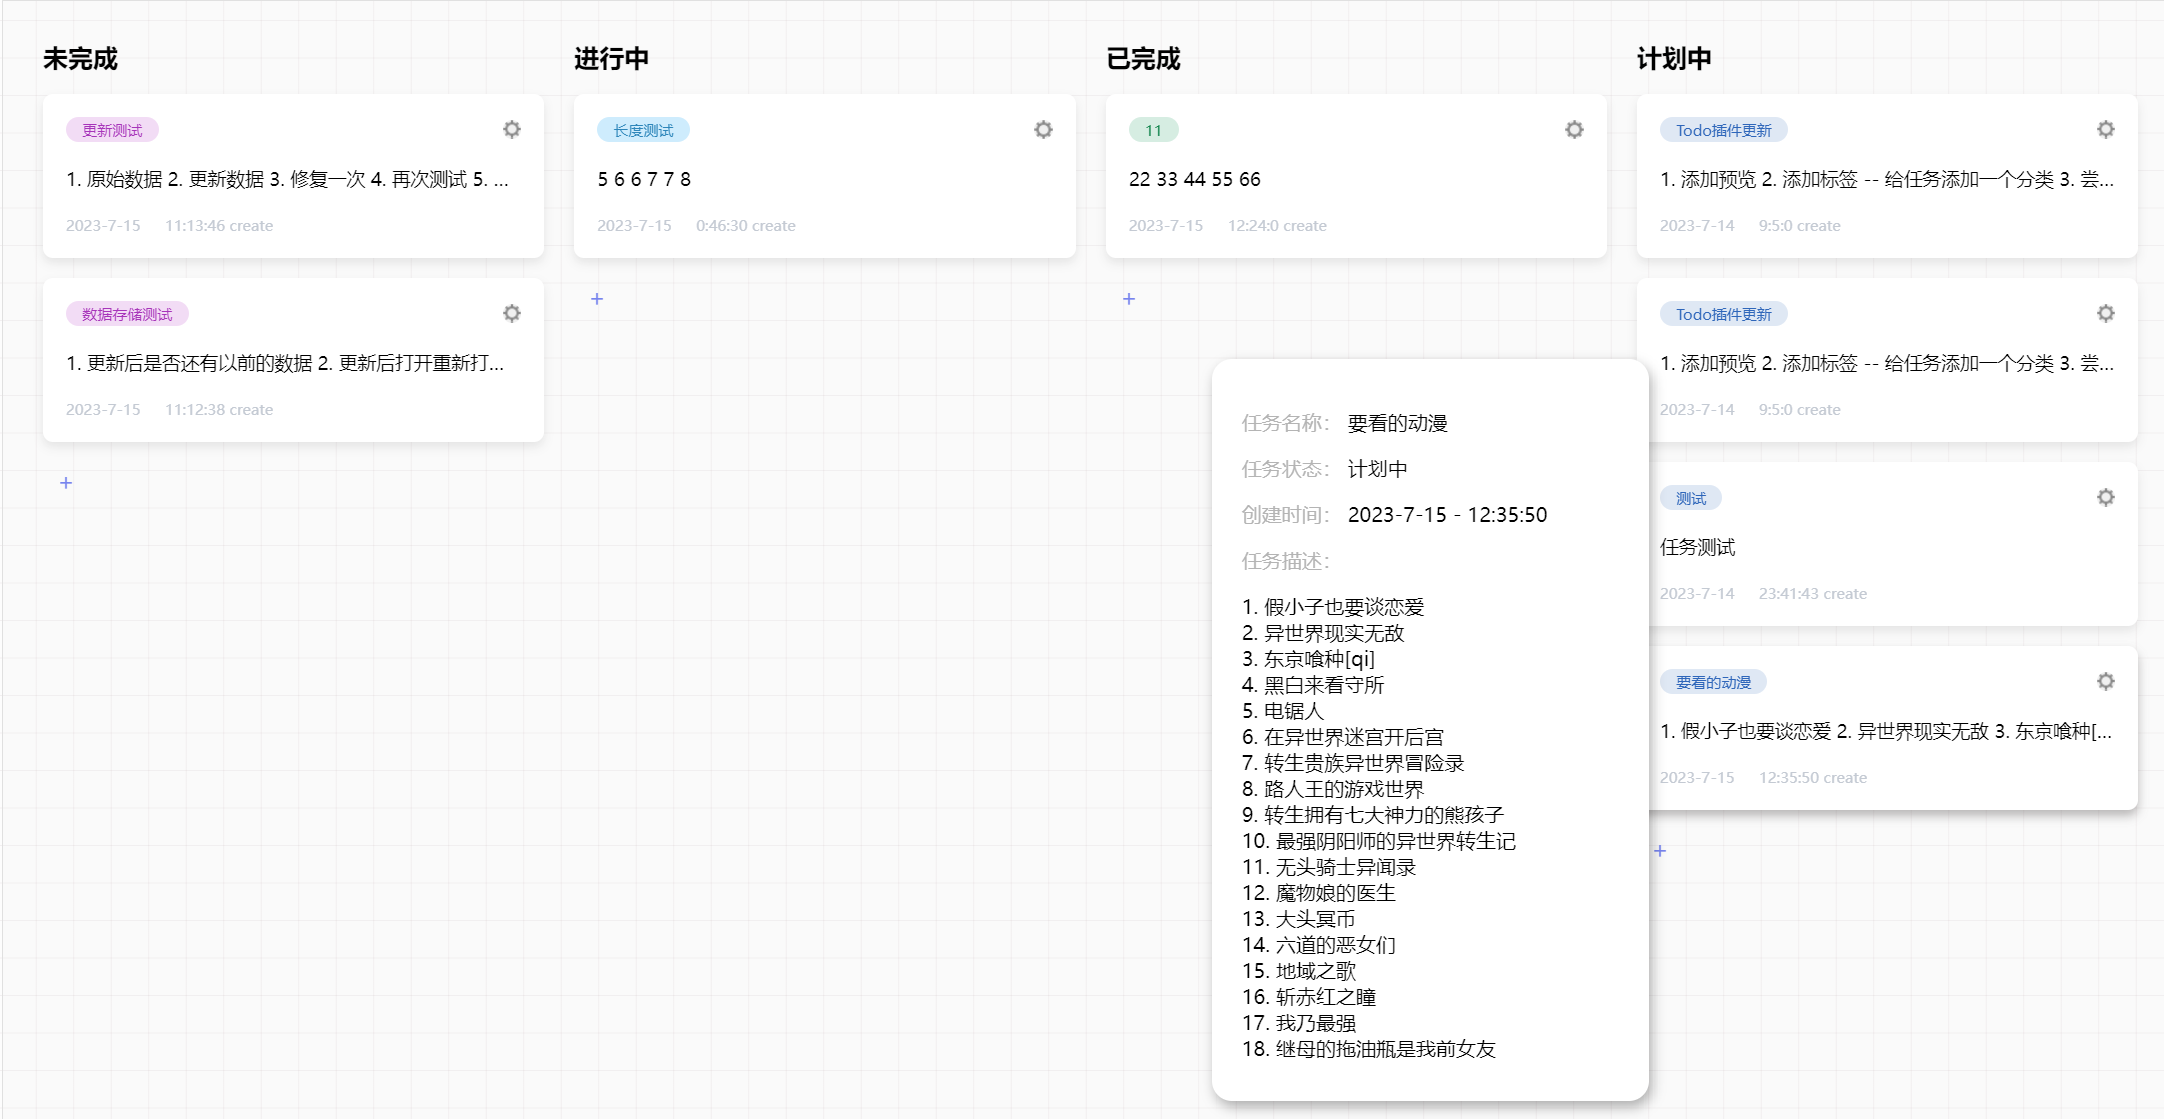 未完成
更新测试
1. 原始数据 2. 更新数据 3. 修复一次 4. 再次测试 5. ...
2023-7-15 11:13:46 create
数据存储测试
1. 更新后是否还有以前的数据 2. 更新后打开重新打...
2023-7-15 11:12:38 create
+
进行中
长度测试
5 6 6 7 7 8
2023-7-15 0:46:30 create
+
已完成
11
22 33 44 55 66
2023-7-15 12:24:0 create
+
计划中
Todo插件更新
1. 添加预览 2. 添加标签 -- 给任务添加一个分类 3. 尝...
2023-7-14 9:5:0 create
Todo插件更新
1. 添加预览 2. 添加标签 -- 给任务添加一个分类 3. 尝...
2023-7-14 9:5:0 create
测试
任务测试
2023-7-14 23:41:43 create
要看的动漫
1. 假小子也要谈恋爱 2. 异世界现实无敌 3. 东京喰种[...
2023-7-15 12:35:50 create
+
任务名称： 要看的动漫
任务状态： 计划中
创建时间： 2023-7-15 - 12:35:50
任务描述：
1. 假小子也要谈恋爱
2. 异世界现实无敌
3. 东京喰种[qi]
4. 黑白来看守所
5. 电锯人
6. 在异世界迷宫开后宫
7. 转生贵族异世界冒险录
8. 路人王的游戏世界
9. 转生拥有七大神力的熊孩子
10. 最强阴阳师的异世界转生记
11. 无头骑士异闻录
12. 魔物娘的医生
13. 大头冥币
14. 六道的恶女们
15. 地域之歌
16. 斩赤红之瞳
17. 我乃最强
18. 继母的拖油瓶是我前女友